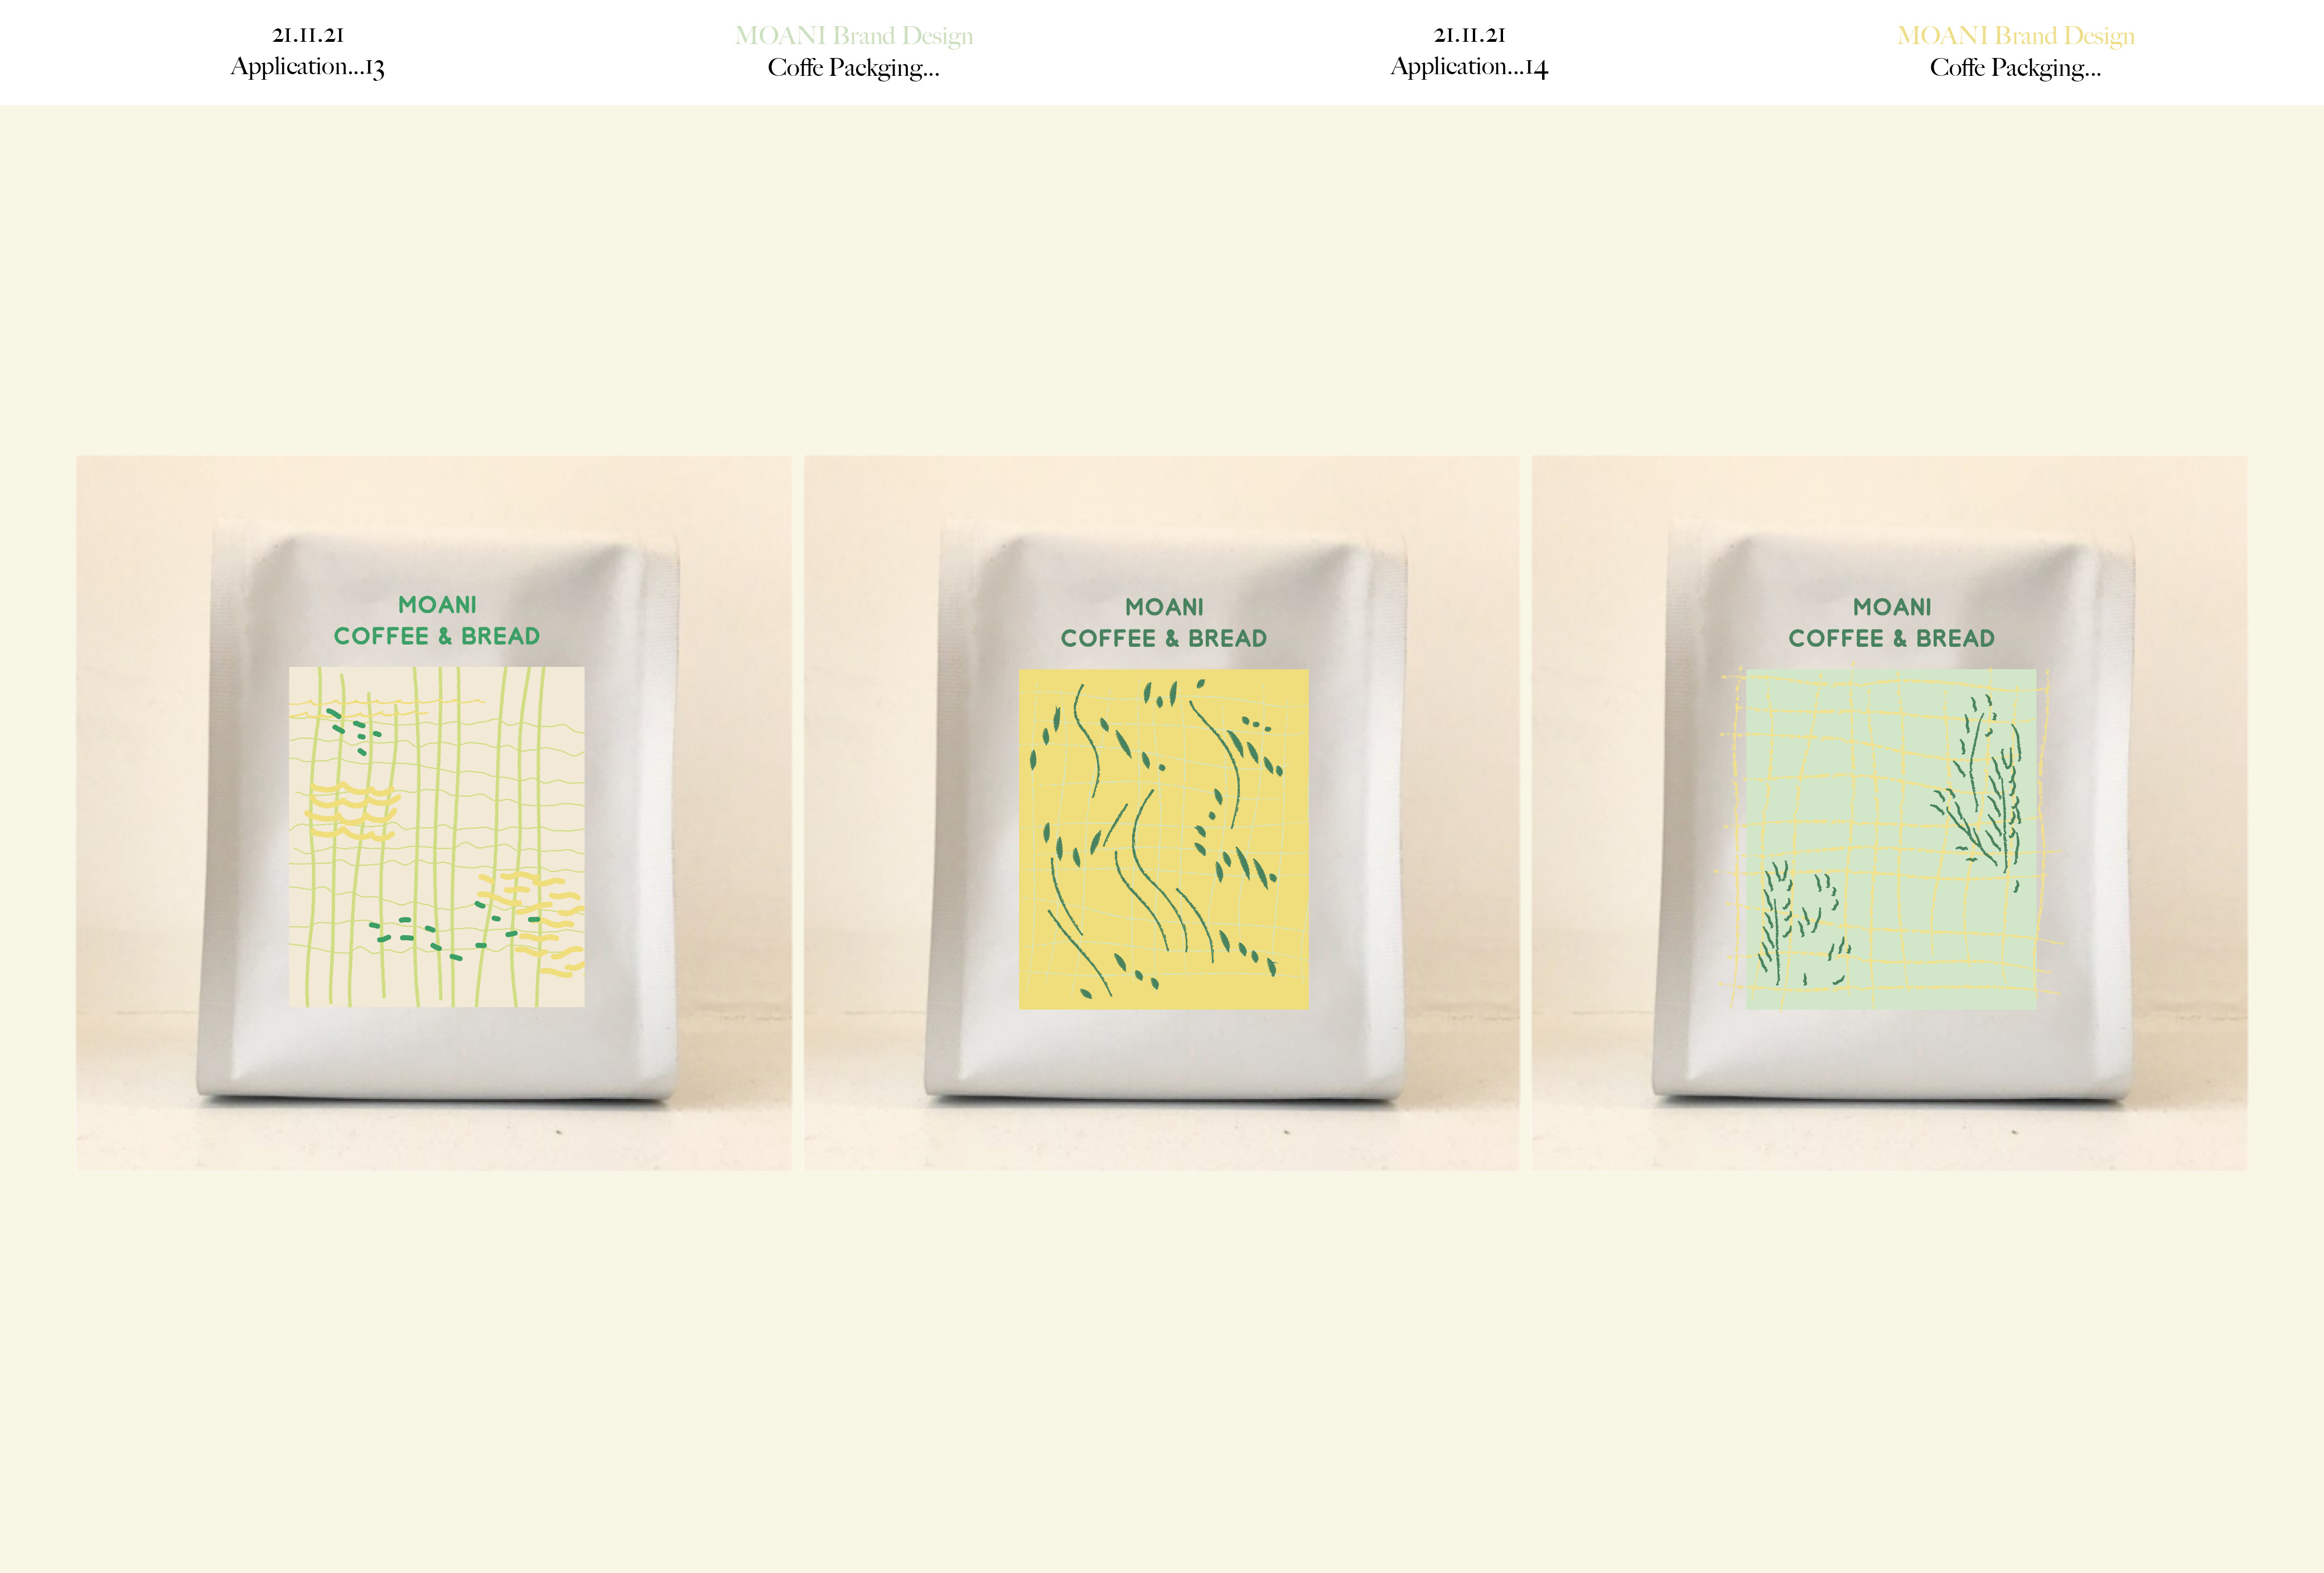 21.11.21
Application...13
MOANI Brand Design
Coffe Packging...
21.11.21
Application...14
MOANI Brand Design
Coffe Packging...
MOANI
COFFEE & BREAD
MOANI
COFFEE & BREAD
MOANI
COFFEE & BREAD